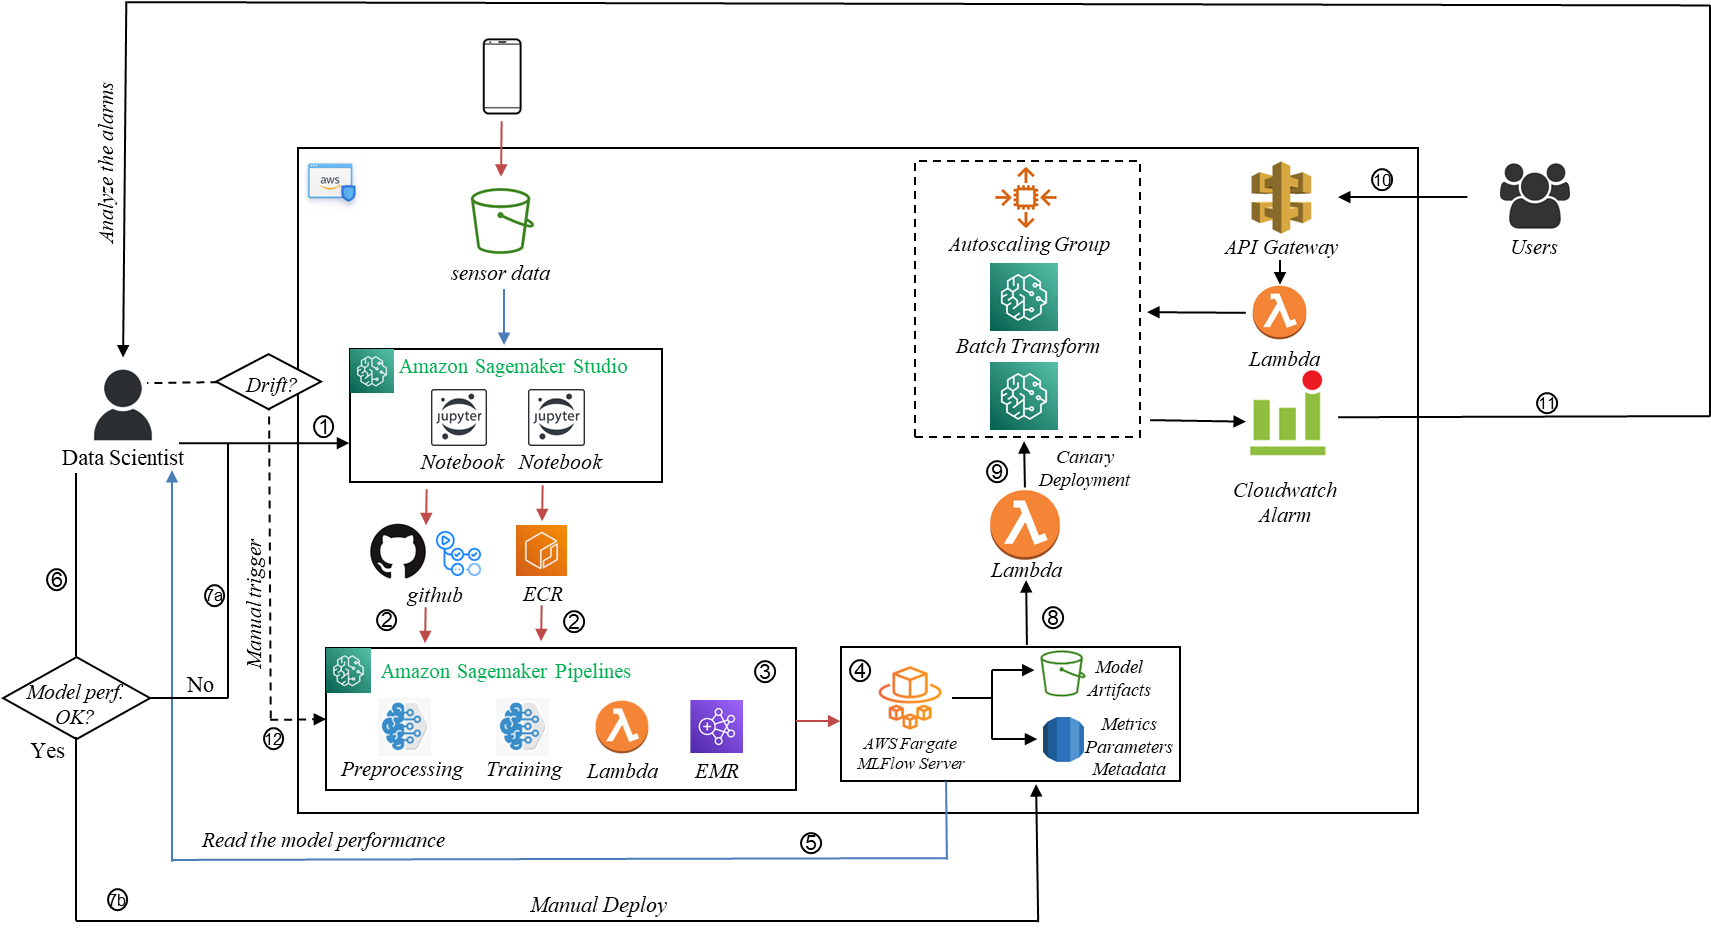 Analyze the alarms
aws
sensor data
Autoscaling Group
Batch Transform
API Gateway
⑩
Users
Lambda
Drift?
Amazon Sagemaker Studio
jupyter
jupyter
Notebook
Notebook
①
Data Scientist
⑪
Cloudwatch
Alarm
Canary
Deployment
⑨
Lambda
⑧
github
ECR
②
②
⑥
7a
Manual trigger
Model perf.
OK?
No
Yes
⑫
Amazon Sagemaker Pipelines
③
Preprocessing
Training
Lambda
EMR
④
AWS Fargate
MLFlow Server
Model
Artifacts
Metrics
Parameters
Metadata
Read the model performance
⑤
7b
Manual Deploy